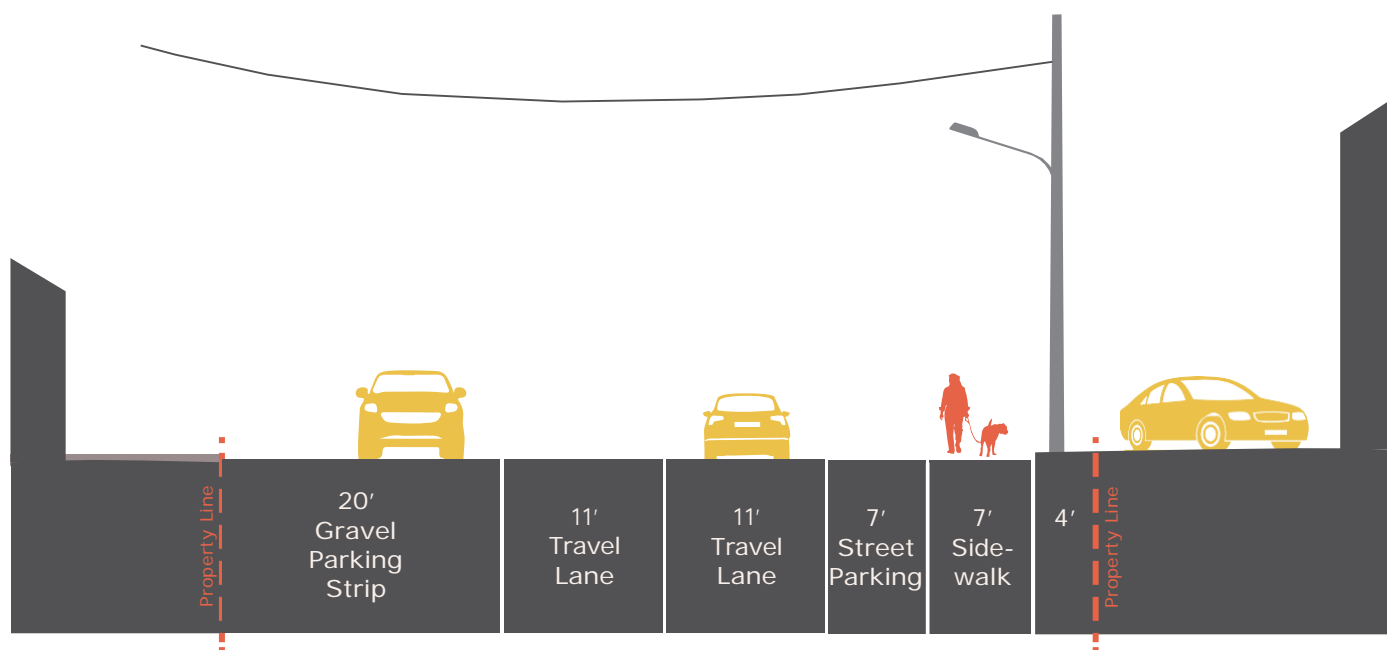 Property Line
20'
Gravel
Parking
Strip
11'
Travel
Lane
11'
Travel
Lane
7'
Street
Parking
7'
Side-
walk
4'
Property Line